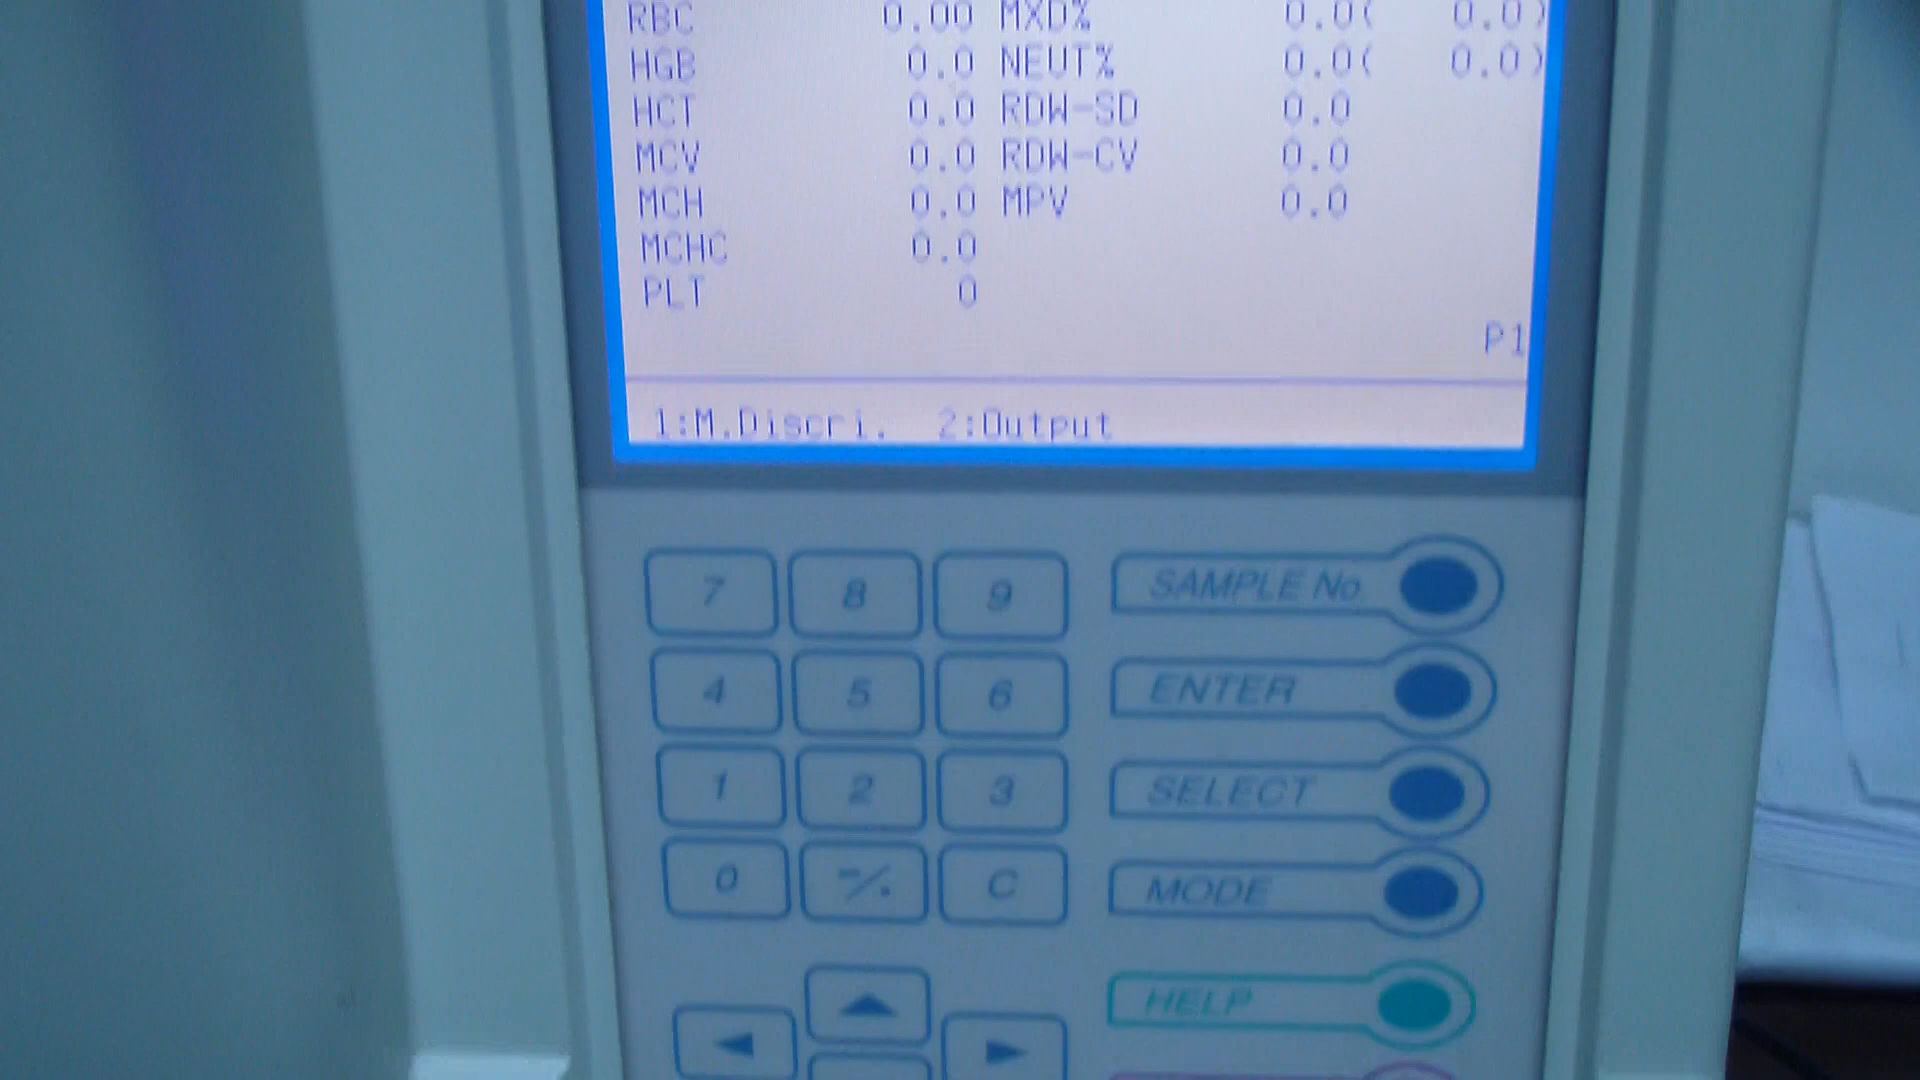 RBC 0.00 MXD% 0.0( 0.0)
HGB 0.0 NEUT% 0.0( 0.0)
HCT 0.0 RDW-SD 0.0
MCV 0.0 RDW-CV 0.0
MCH 0.0 MPV 0.0
MCHC 0.0
PLT 0
P1
1:M.Discri. 2:Output
7 8 9 SAMPLE No.
4 5 6 ENTER
1 2 3 SELECT
0 -/. C MODE
HELP